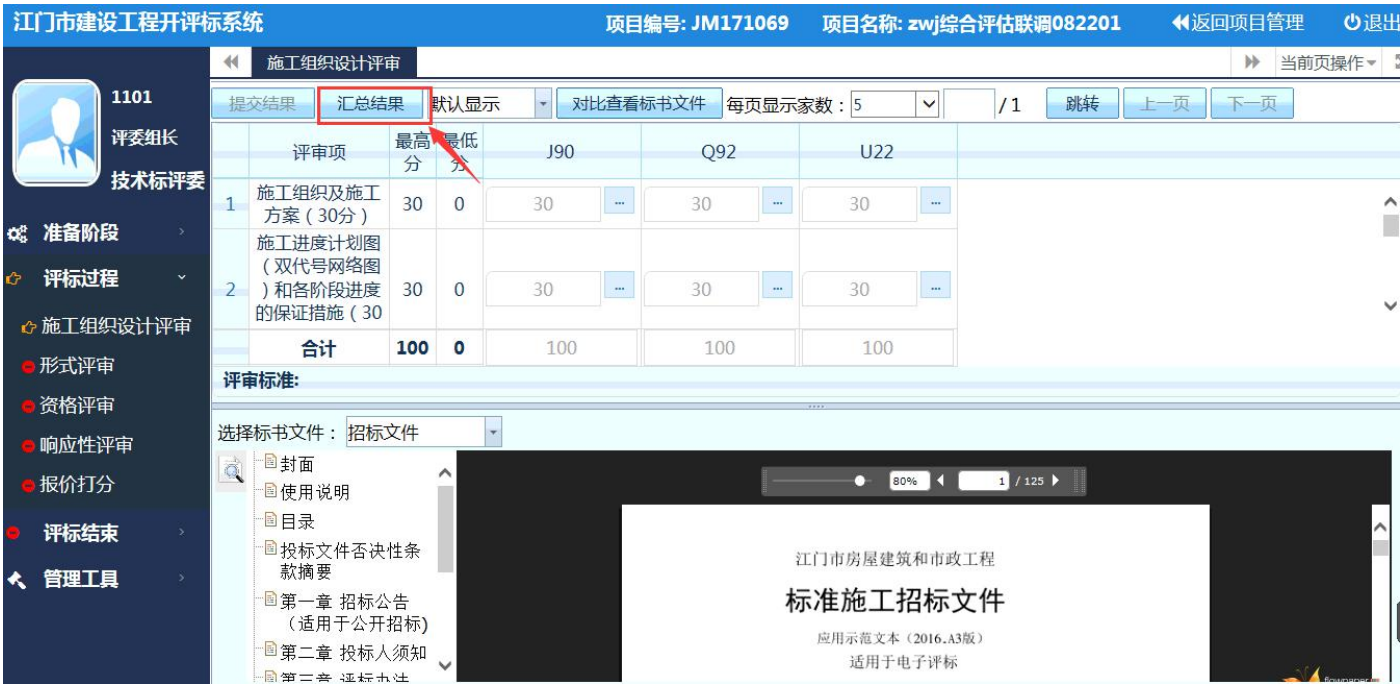 江门市建设工程开评标系统 项目编号: JM171069 项目名称: zwj综合评估联调082201 返回项目管理 退出
1101
评委组长
技术标评委
准备阶段
评标过程
施工组织设计评审
形式评审
资格评审
响应性评审
报价打分
评标结束
管理工具
施工组织设计评审 当前页操作
提交结果 汇总结果 默认显示 对比查看标书文件 每页显示家数：5 / 1 跳转 上一页 下一页
评审项 最高分 最低分 J90 Q92 U22
1 施工组织及施工 30 0 30 ... 30 ... 30 ...
方案（30分）
施工进度计划图
（双代号网络图
2 ）和各阶段进度 30 0 30 ... 30 ... 30 ...
的保证措施（30
合计 100 0 100 100 100
评审标准:
选择标书文件： 招标文件
封面
使用说明
目录
投标文件否决性条
款摘要
第一章 招标公告
（适用于公开招标)
第二章 投标人须知
第三章 评标办法
80% 1 / 125
江门市房屋建筑和市政工程
标准施工招标文件
应用示范文本（2016.A3版）
适用于电子评标
flowpaper